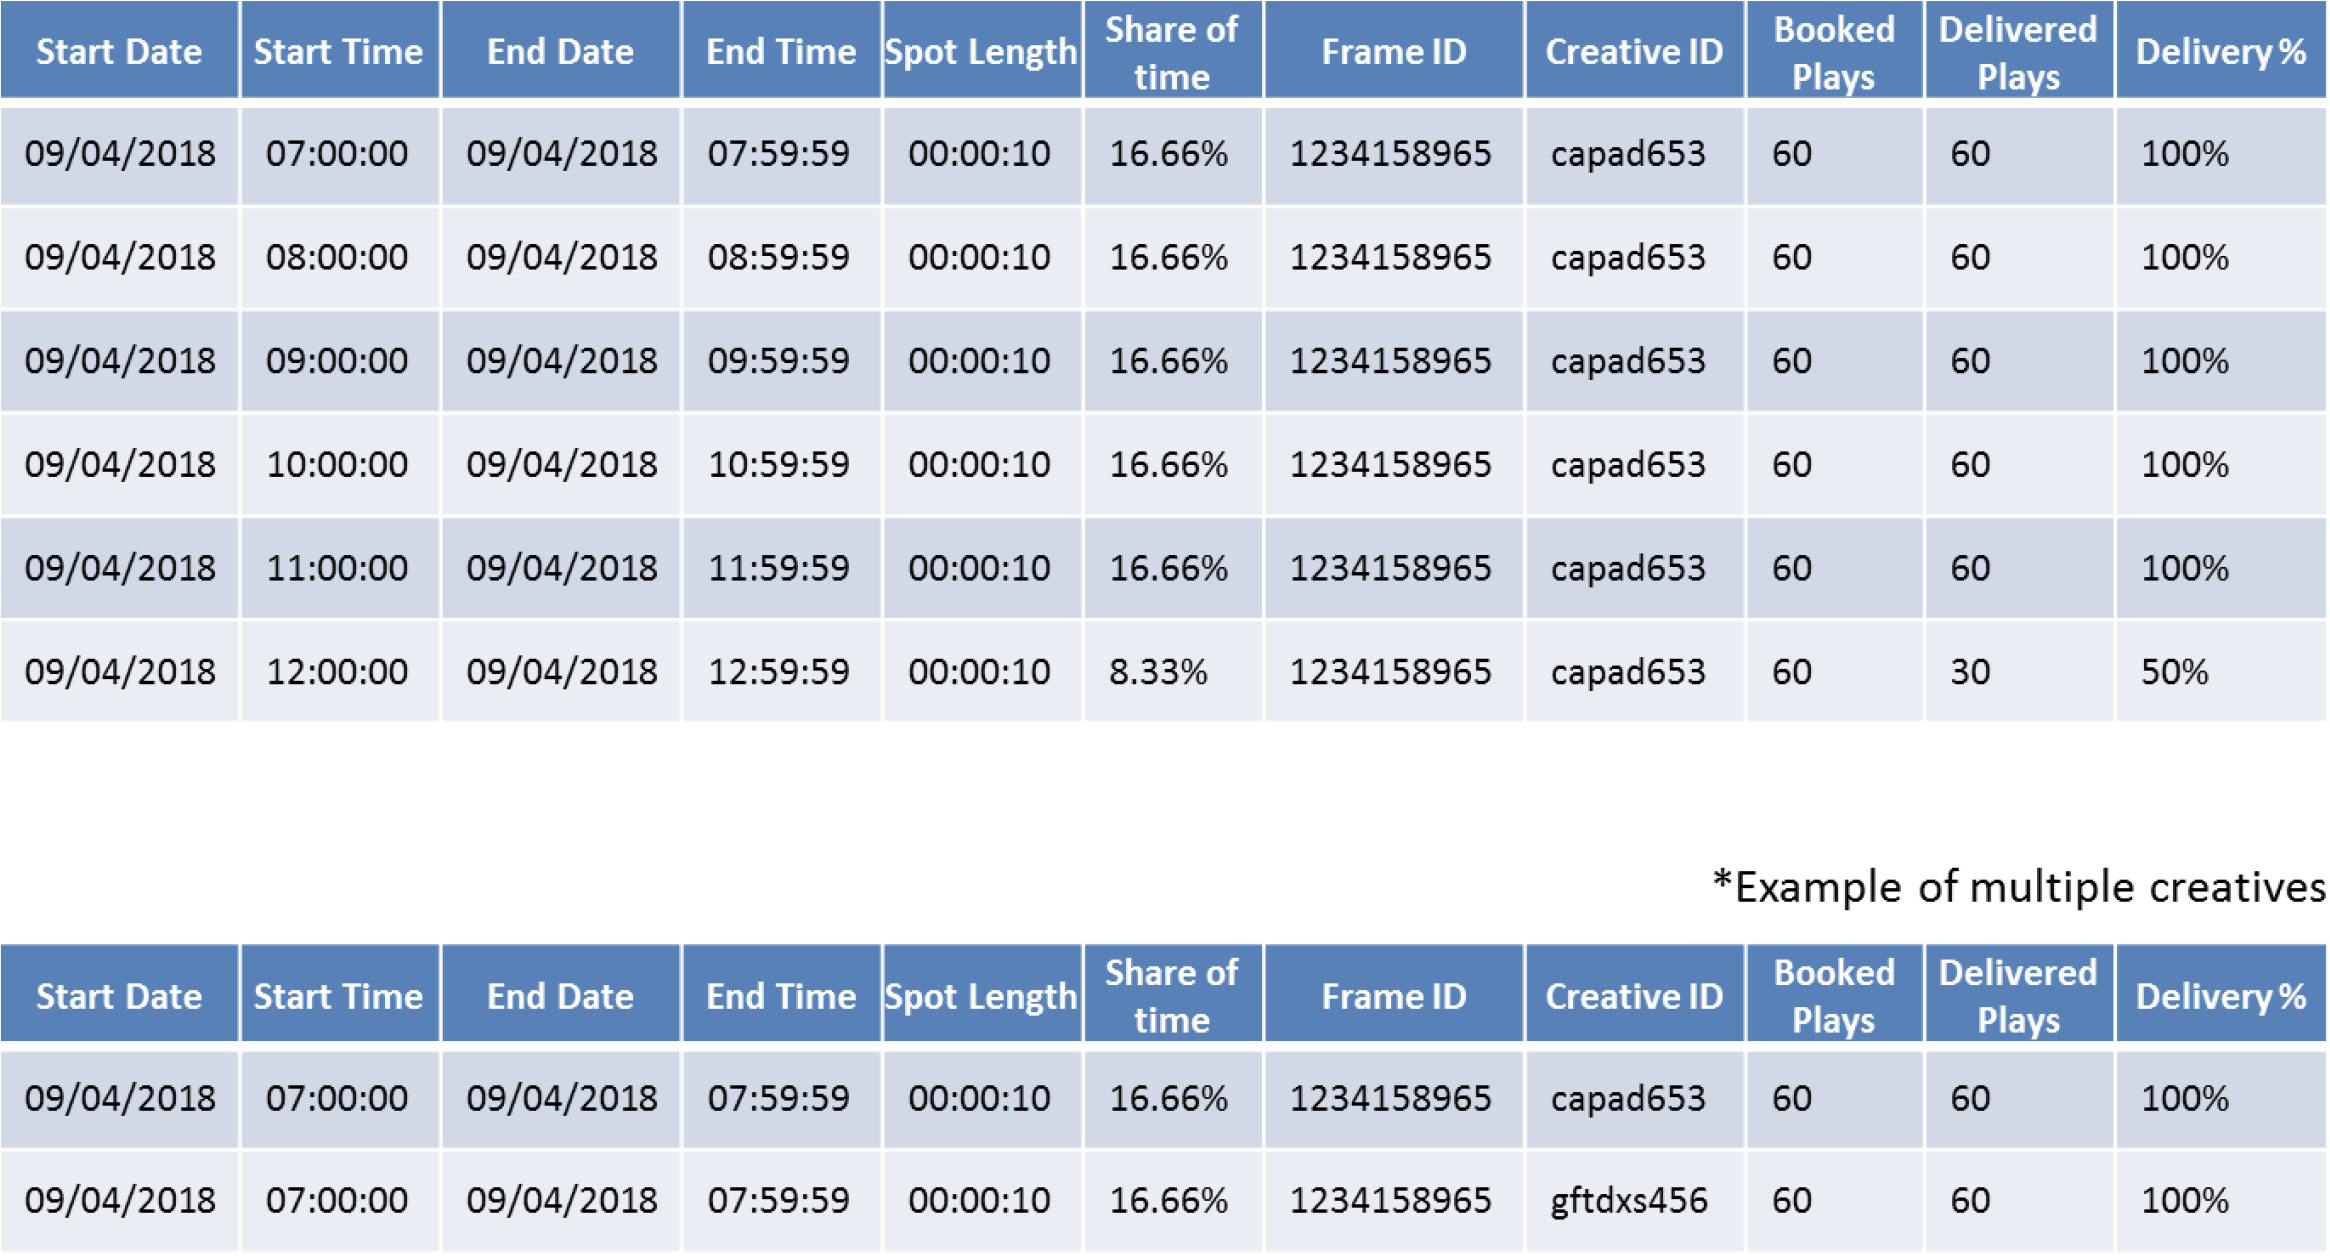 Start Date Start Time End Date End Time Spot Length Share of time Frame ID Creative ID Booked Plays Delivered Plays Delivery %
09/04/2018 07:00:00 09/04/2018 07:59:59 00:00:10 16.66% 1234158965 capad653 60 60 100%
09/04/2018 08:00:00 09/04/2018 08:59:59 00:00:10 16.66% 1234158965 capad653 60 60 100%
09/04/2018 09:00:00 09/04/2018 09:59:59 00:00:10 16.66% 1234158965 capad653 60 60 100%
09/04/2018 10:00:00 09/04/2018 10:59:59 00:00:10 16.66% 1234158965 capad653 60 60 100%
09/04/2018 11:00:00 09/04/2018 11:59:59 00:00:10 16.66% 1234158965 capad653 60 60 100%
09/04/2018 12:00:00 09/04/2018 12:59:59 00:00:10 8.33% 1234158965 capad653 60 30 50%
*Example of multiple creatives
Start Date Start Time End Date End Time Spot Length Share of time Frame ID Creative ID Booked Plays Delivered Plays Delivery %
09/04/2018 07:00:00 09/04/2018 07:59:59 00:00:10 16.66% 1234158965 capad653 60 60 100%
09/04/2018 07:00:00 09/04/2018 07:59:59 00:00:10 16.66% 1234158965 gftdxs456 60 60 100%